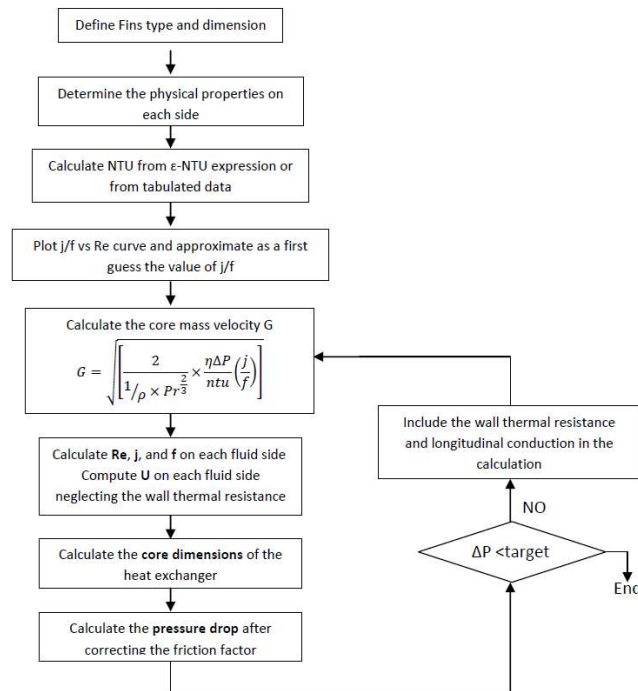 Define Fins type and dimension
Determine the physical properties on
each side
Calculate NTU from ε-NTU expression or
from tabulated data
Plot j/f vs Re curve and approximate as a first
guess the value of j/f
Calculate the core mass velocity G
G = √[2 / (1/ρ × Pr^(2/3)) × ηΔP/ntu (j/f)]
Calculate Re, j, and f on each fluid side
Compute U on each fluid side
neglecting the wall thermal resistance
Calculate the core dimensions of the
heat exchanger
Calculate the pressure drop after
correcting the friction factor
Include the wall thermal resistance
and longitudinal conduction in the
calculation
NO
ΔP <target
End